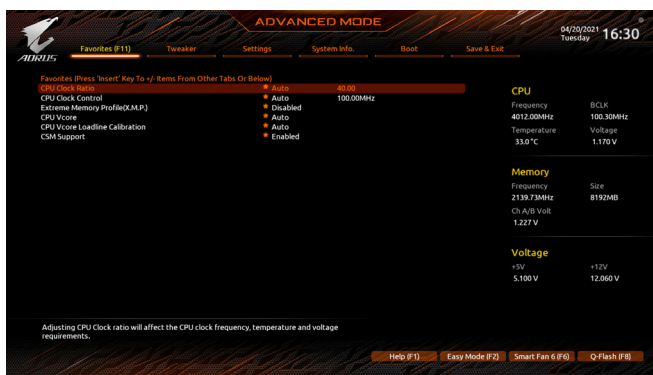 ADVANCED MODE
04/20/2021 Tuesday 16:30
AORUS
Favorites (F11) Tweaker Settings System Info. Boot Save & Exit
Favorites (Press 'Insert' Key To +/- Items From Other Tabs Or Below)
CPU Clock Ratio Auto 40.00
CPU Clock Control Auto 100.00MHz
Extreme Memory Profile(X.M.P.) Disabled
CPU Vcore Auto
CPU Vcore Loadline Calibration Auto
CSM Support Enabled
CPU
Frequency BCLK
4012.00MHz 100.30MHz
Temperature Voltage
33.0 °C 1.170 V
Memory
Frequency Size
2139.73MHz 8192MB
Ch A/B Volt
1.227 V
Voltage
+5V +12V
5.100 V 12.060 V
Adjusting CPU Clock ratio will affect the CPU clock frequency, temperature and voltage
requirements.
Help (F1) Easy Mode (F2) Smart Fan 6 (F6) Q-Flash (F8)